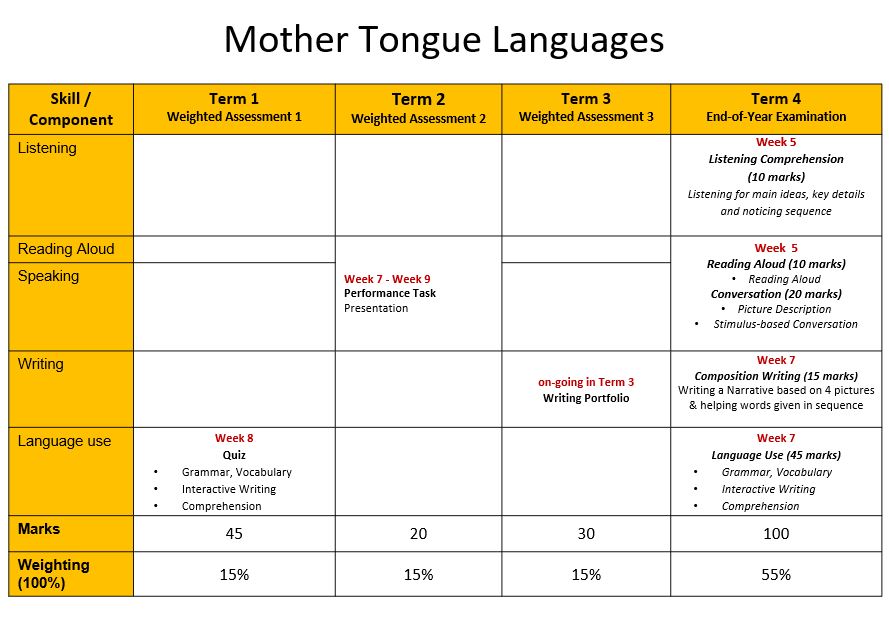 Mother Tongue Languages
Skill /
Component
Term 1
Weighted Assessment 1
Term 2
Weighted Assessment 2
Term 3
Weighted Assessment 3
Term 4
End-of-Year Examination
Listening
Week 5
Listening Comprehension
(10 marks)
Listening for main ideas, key details
and noticing sequence
Reading Aloud
Speaking
Week 7 - Week 9
Performance Task
Presentation
Week 5
Reading Aloud (10 marks)
• Reading Aloud
Conversation (20 marks)
• Picture Description
• Stimulus-based Conversation
Writing
on-going in Term 3
Writing Portfolio
Week 7
Composition Writing (15 marks)
Writing a Narrative based on 4 pictures
& helping words given in sequence
Language use
Week 8
Quiz
• Grammar, Vocabulary
• Interactive Writing
• Comprehension
Week 7
Language Use (45 marks)
• Grammar, Vocabulary
• Interactive Writing
• Comprehension
Marks
45
20
30
100
Weighting
(100%)
15%
15%
15%
55%